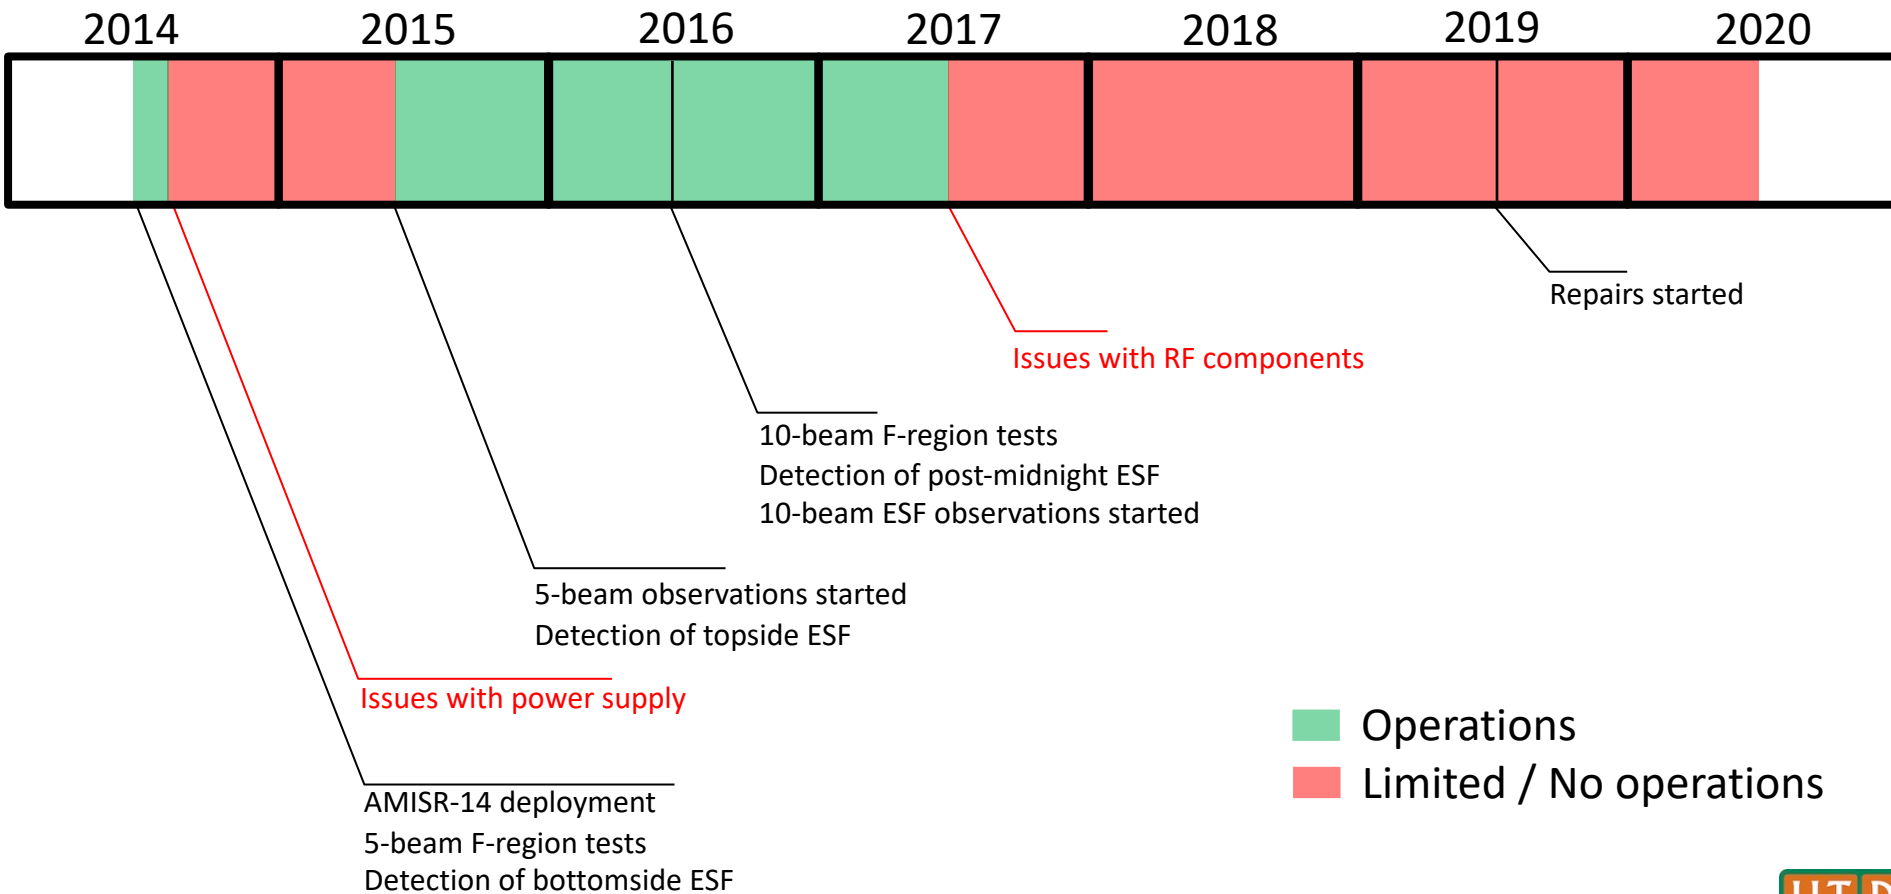 2014 2015 2016 2017 2018 2019 2020
Repairs started
Issues with RF components
10-beam F-region tests
Detection of post-midnight ESF
10-beam ESF observations started
5-beam observations started
Detection of topside ESF
Issues with power supply
AMISR-14 deployment
5-beam F-region tests
Detection of bottomside ESF
Operations
Limited / No operations